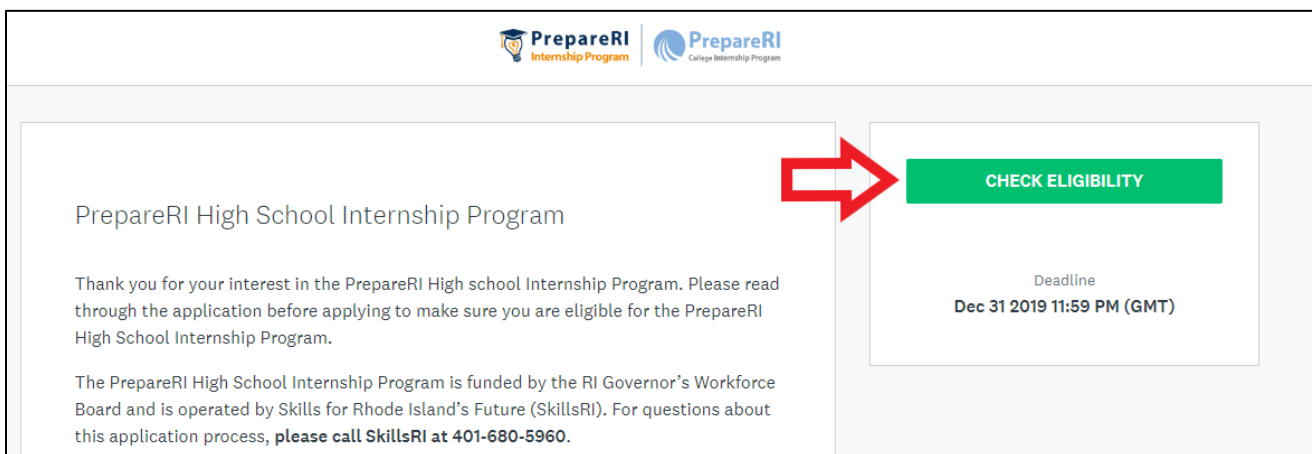 PrepareRI
Internship Program
PrepareRI
College Internship Program
CHECK ELIGIBILITY
Deadline
Dec 31 2019 11:59 PM (GMT)
PrepareRI High School Internship Program
Thank you for your interest in the PrepareRI High school Internship Program. Please read
through the application before applying to make sure you are eligible for the PrepareRI
High School Internship Program.
The PrepareRI High School Internship Program is funded by the RI Governor’s Workforce
Board and is operated by Skills for Rhode Island’s Future (SkillsRI). For questions about
this application process, please call SkillsRI at 401-680-5960.